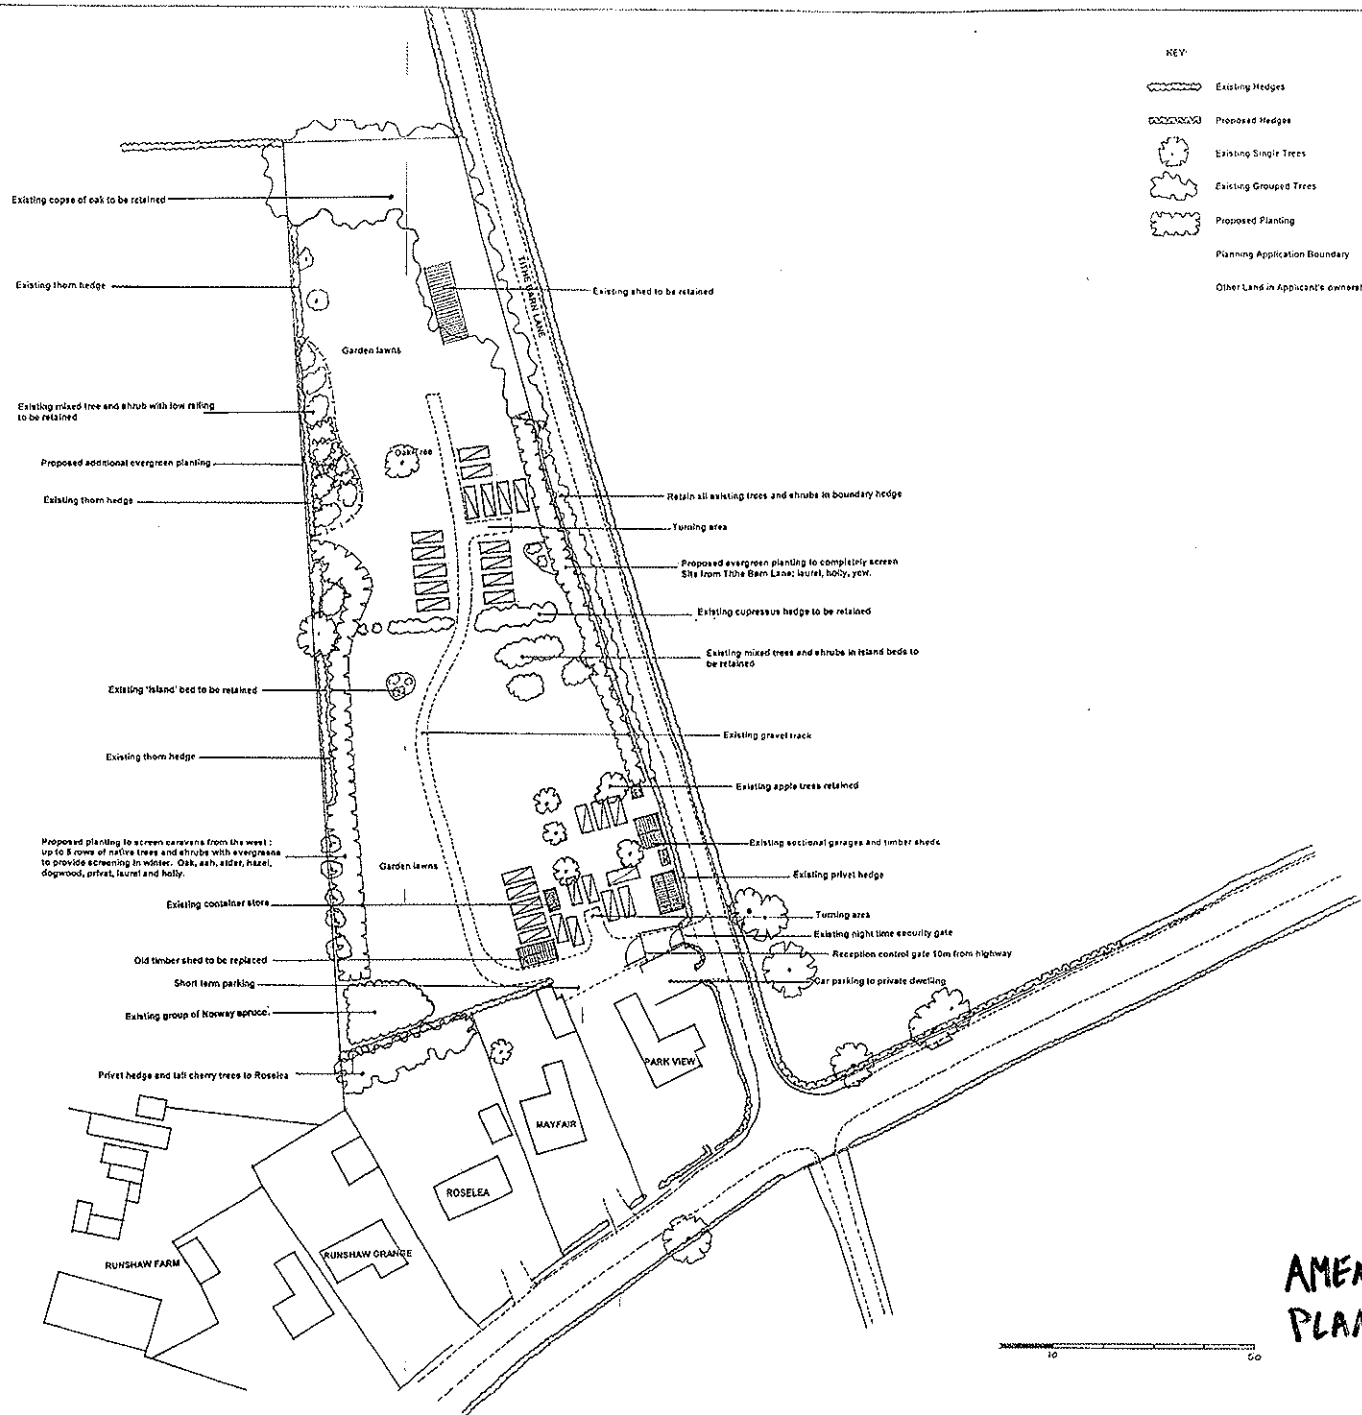 KEY:
Existing Hedges
Proposed Hedges
Existing Single Trees
Existing Grouped Trees
Proposed Planting
Planning Application Boundary
Other Land in Applicant's
Existing copse of oak to be retained
Existing thorn hedge
Existing shed to be retained
TITHE BARN LANE
Garden lawns
Existing mixed tree and shrub with low railing
to be retained
Oak Tree
Proposed additional evergreen planting
Existing thorn hedge
Retain all existing trees and shrubs in boundary hedge
Turning area
Proposed evergreen planting to completely screen
Site from Tithe Barn Lane; laurel, holly, yew.
Existing cupressus hedge to be retained
Existing mixed trees and shrubs in island beds to
be retained
Existing 'island' bed to be retained
Existing gravel track
Existing thorn hedge
Existing apple trees retained
Proposed planting to screen caravans from the west :
up to 5 rows of native trees and shrubs with evergreens
to provide screening in winter. Oak, ash, alder, hazel,
dogwood, privet, laurel and holly.
Existing sectional garages and timber sheds
Garden lawns
Existing privet hedge
Existing container store
Turning area
Existing night time security gate
Old timber shed to be replaced
Reception control gate 10m from highway
Short term parking
Car parking to private dwelling
Existing group of Norway spruce.
PARK VIEW
Privet hedge and tall cherry trees to Roselea
MAYFAIR
ROSELEA
RUNSHAW GRANGE
RUNSHAW FARM
AMEN
PLAN
10
50